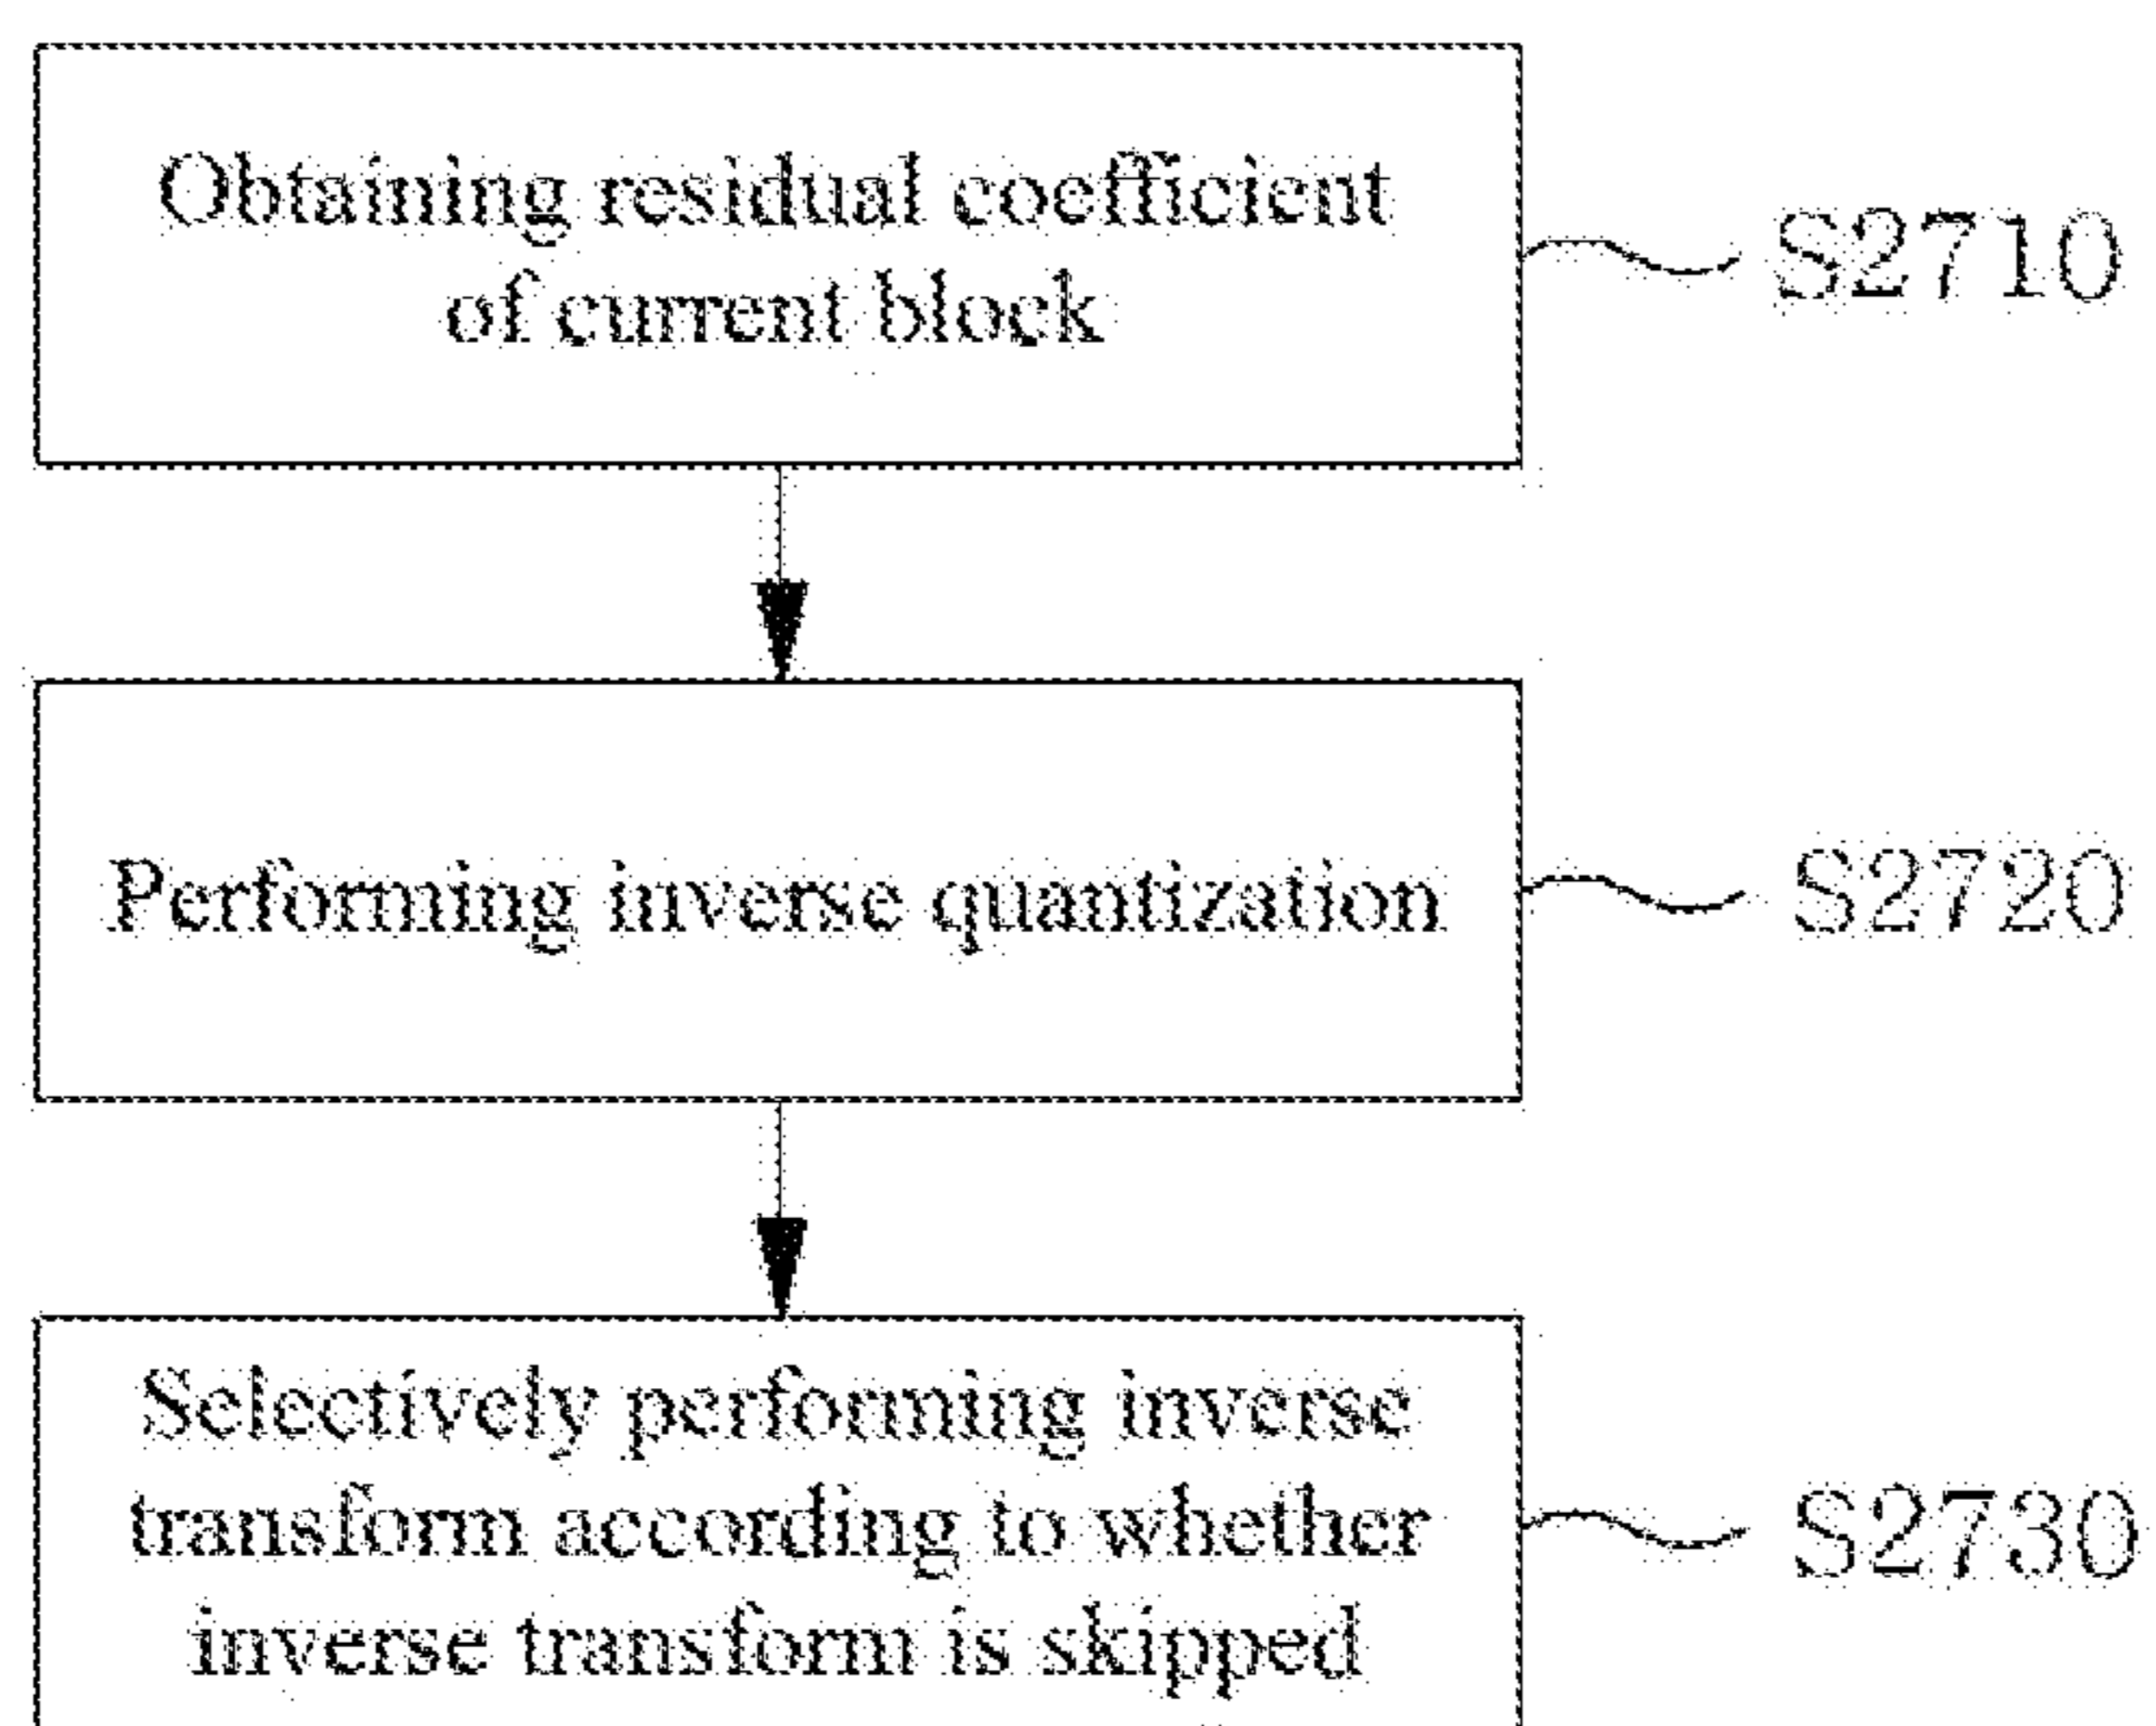 Obtaining residual coefficient
of current block
S2710
Performing inverse quantization
S2720
Selectively performing inverse
transform according to whether
inverse transform is skipped
S2730